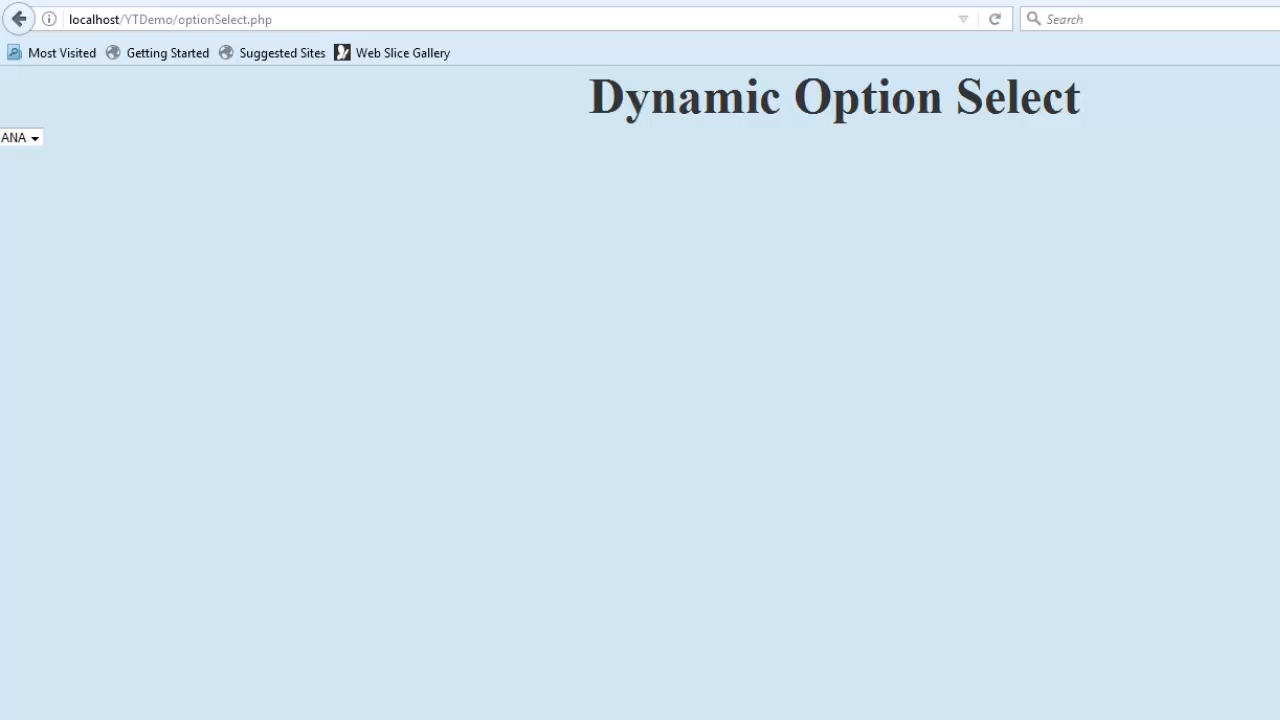 localhost/YTDemo/optionSelect.php
Search
Most Visited Getting Started Suggested Sites Web Slice Gallery
Dynamic Option Select
ANA